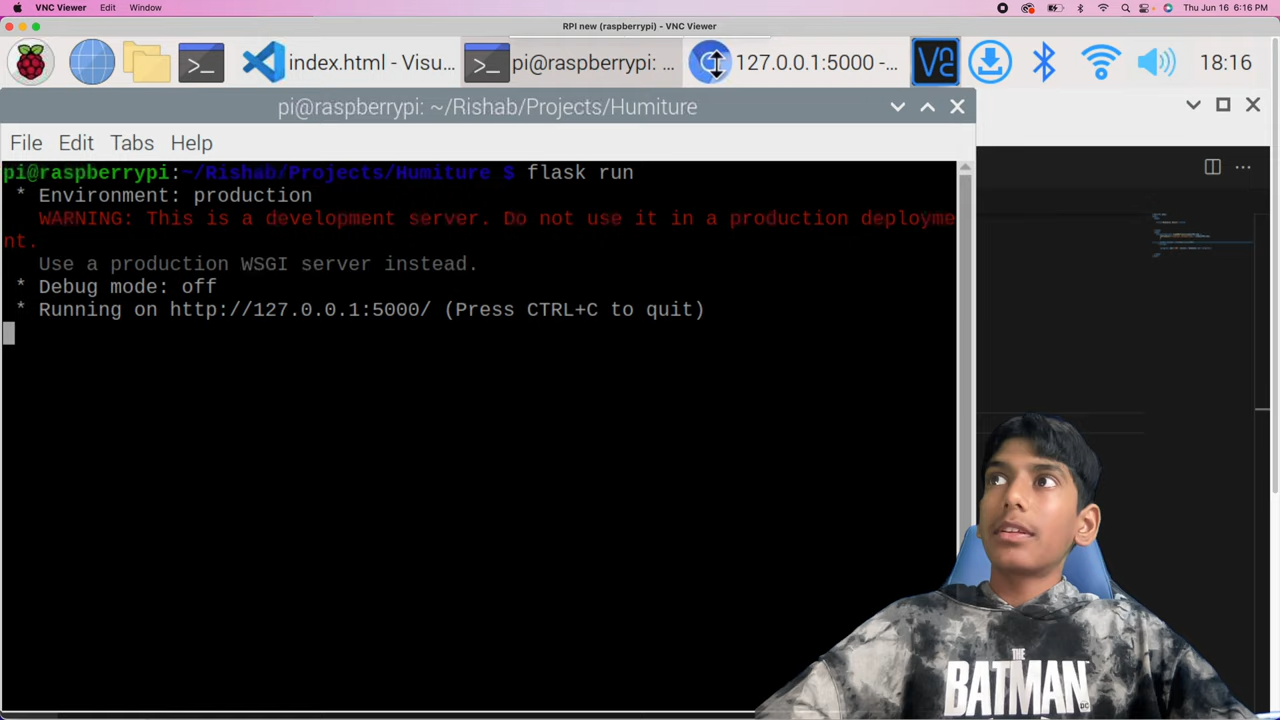 VNC Viewer Edit Window Thu Jun 16 6:16 PM
RPI new (raspberrypi) - VNC Viewer
>_ index.html - Visu... >_ pi@raspberrypi: ... 127.0.0.1:5000 -... 18:16
pi@raspberrypi: ~/Rishab/Projects/Humiture
File Edit Tabs Help
pi@raspberrypi:~/Rishab/Projects/Humiture $ flask run
* Environment: production
WARNING: This is a development server. Do not use it in a production deployme
nt.
Use a production WSGI server instead.
* Debug mode: off
* Running on http://127.0.0.1:5000/ (Press CTRL+C to quit)
THE
BATMAN
DC